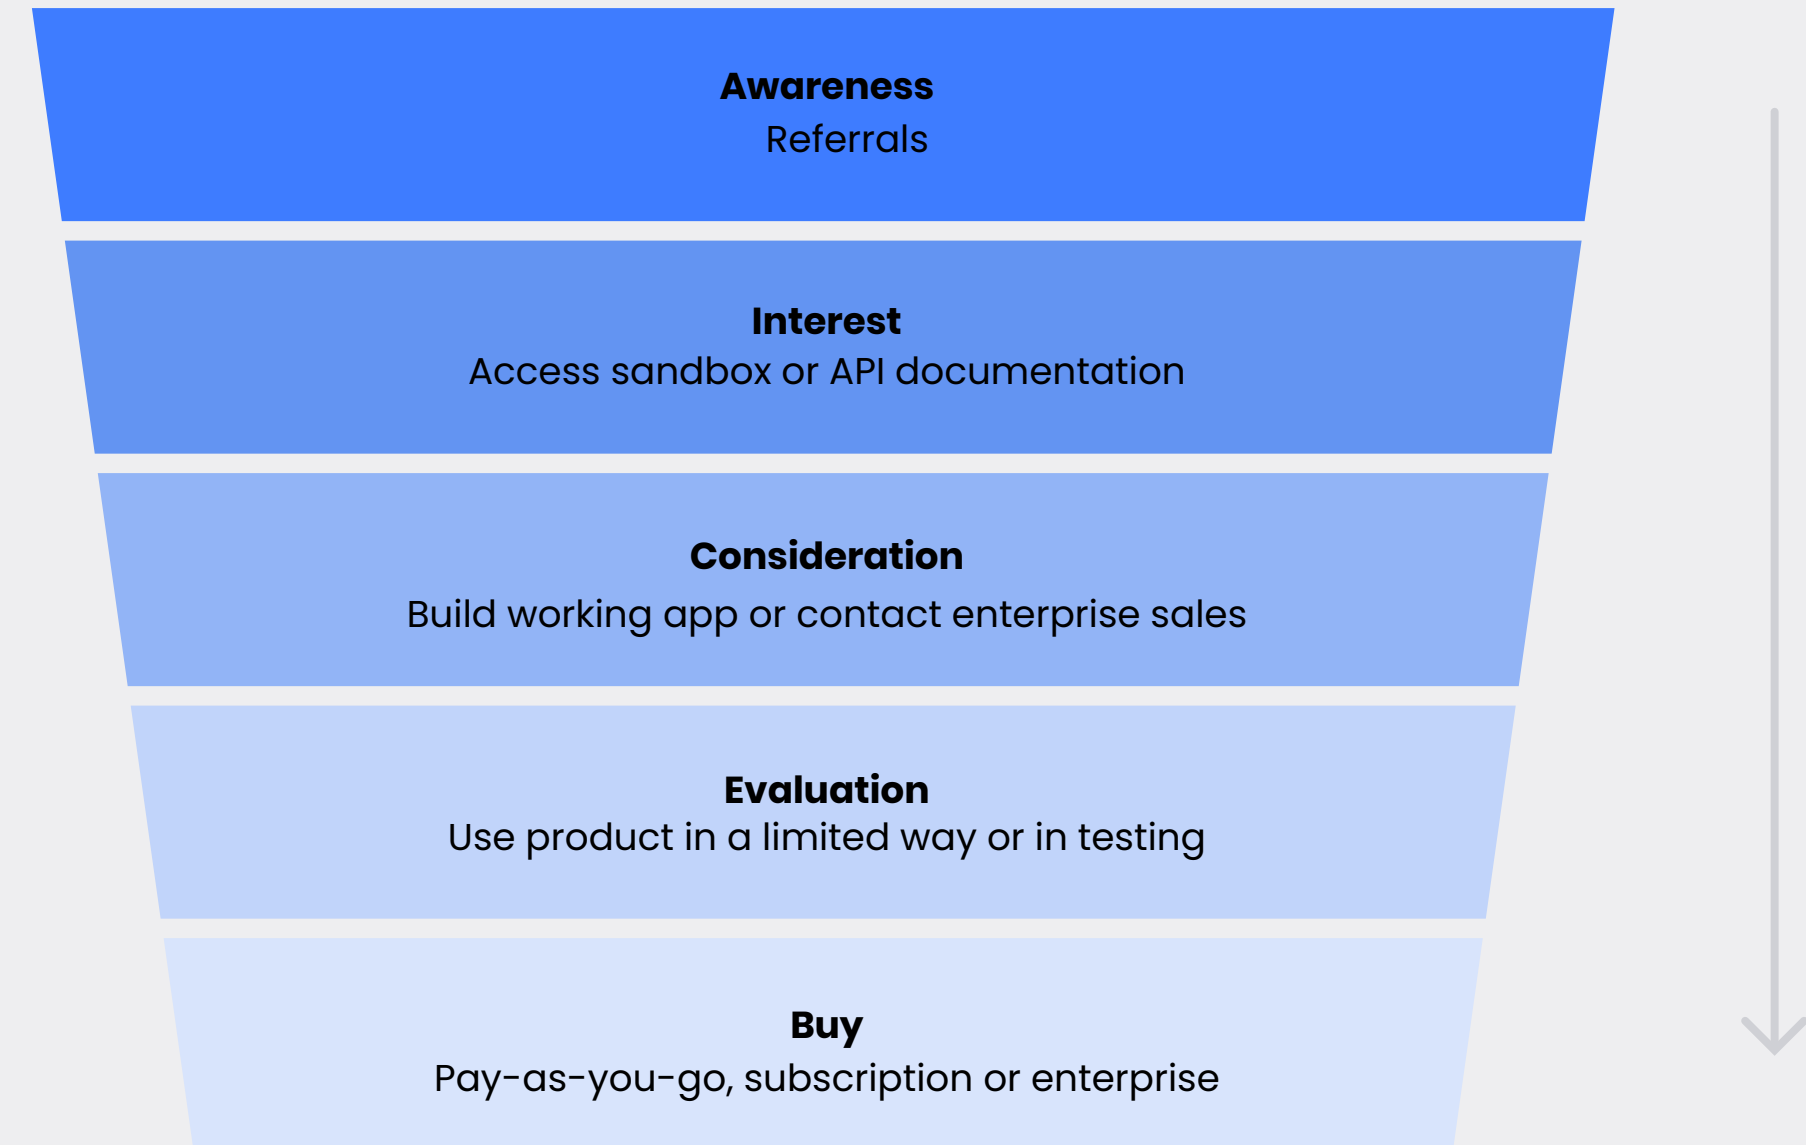 Awareness
Referrals
Interest
Access sandbox or API documentation
Consideration
Build working app or contact enterprise sales
Evaluation
Use product in a limited way or in testing
Buy
Pay-as-you-go, subscription or enterprise